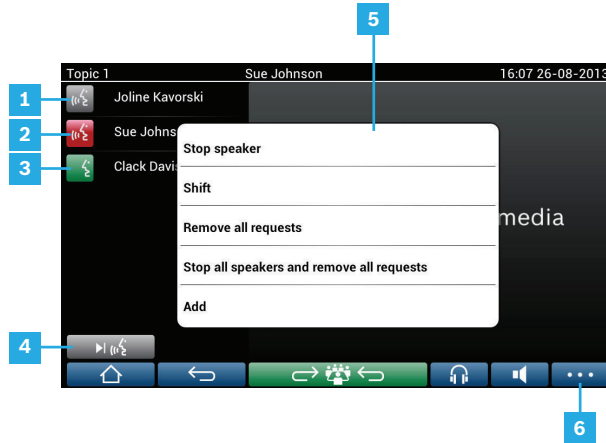 5
Topic 1 Sue Johnson 16:07 26-08-2013
1 Joline Kavorski
2 Sue Johns
3 Clack Davis
Stop speaker
Shift
Remove all requests
media
Stop all speakers and remove all requests
Add
4
6